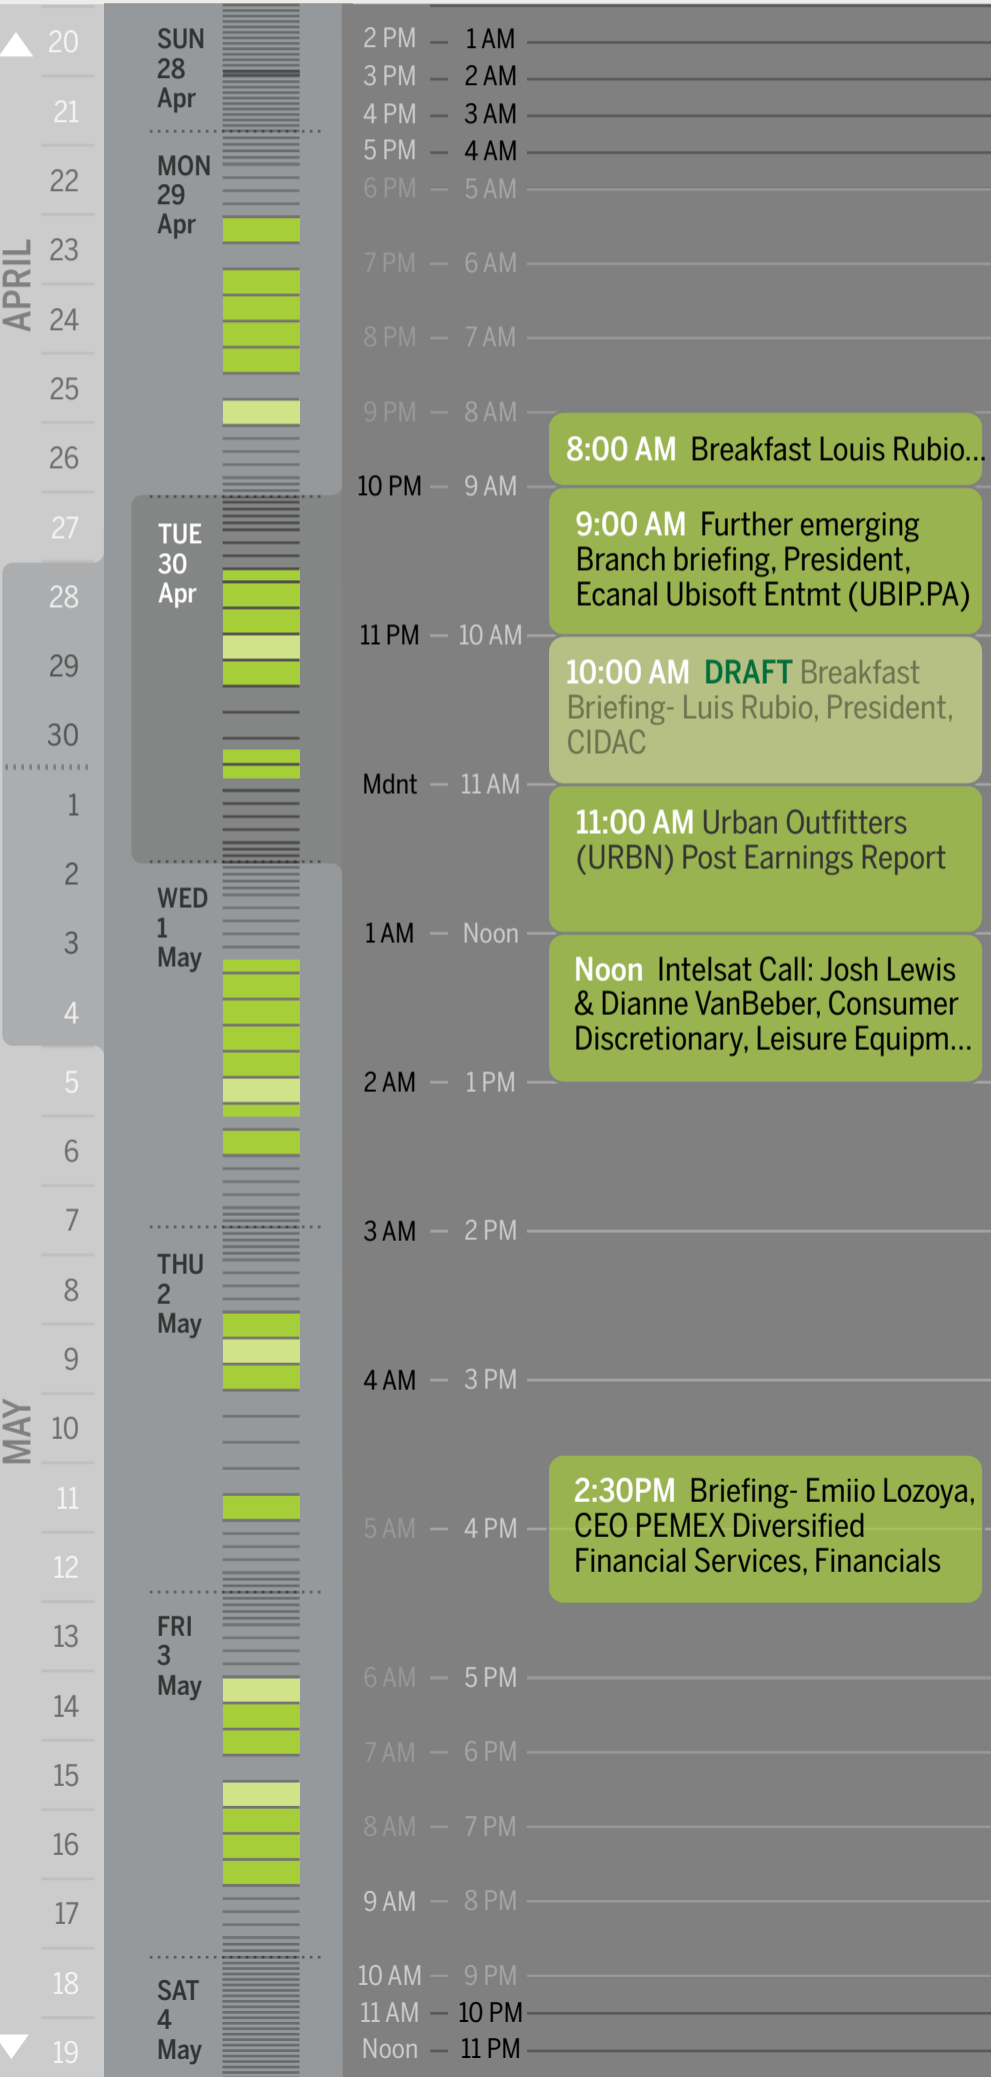 APRIL
20
21
22
23
24
25
26
27
28
29
30
1
2
3
4
5
6
7
8
9
10
11
12
13
14
15
16
17
18
19
MAY
SUN
28
Apr
MON
29
Apr
TUE
30
Apr
WED
1
May
THU
2
May
FRI
3
May
SAT
4
May
2 PM 1 AM
3 PM 2 AM
4 PM 3 AM
5 PM 4 AM
6 PM 5 AM
7 PM 6 AM
8 PM 7 AM
9 PM 8 AM
10 PM 9 AM
11 PM 10 AM
Mdnt 11 AM
1 AM Noon
2 AM 1 PM
3 AM 2 PM
4 AM 3 PM
5 AM 4 PM
6 AM 5 PM
7 AM 6 PM
8 AM 7 PM
9 AM 8 PM
10 AM 9 PM
11 AM 10 PM
Noon 11 PM
8:00 AM Breakfast Louis Rubio...
9:00 AM Further emerging
Branch briefing, President,
Ecanal Ubisoft Entmt (UBIP.PA)
10:00 AM DRAFT Breakfast
Briefing- Luis Rubio, President,
CIDAC
11:00 AM Urban Outfitters
(URBN) Post Earnings Report
Noon Intelsat Call: Josh Lewis
& Dianne VanBeber, Consumer
Discretionary, Leisure Equipm...
2:30PM Briefing- Emiio Lozoya,
CEO PEMEX Diversified
Financial Services, Financials